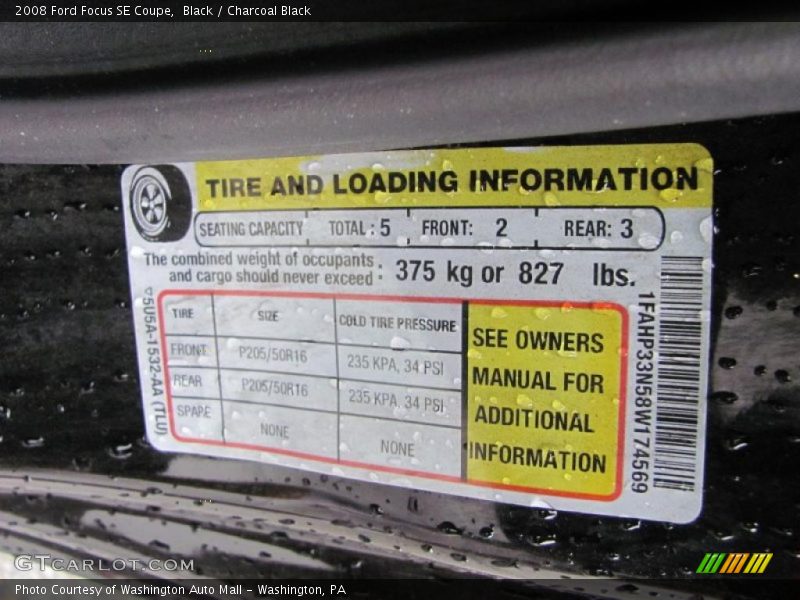 2008 Ford Focus SE Coupe,  Black / Charcoal Black
TIRE AND LOADING INFORMATION
SEATING CAPACITY TOTAL : 5 FRONT: 2 REAR: 3
The combined weight of occupants
and cargo should never exceed : 375 kg or 827 lbs.
TIRE SIZE COLD TIRE PRESSURE
FRONT P205/50R16 235 KPA, 34 PSI
REAR P205/50R16 235 KPA, 34 PSI
SPARE NONE NONE
SEE OWNERS
MANUAL FOR
ADDITIONAL
INFORMATION
5U5A-1532-AA (TLU)
1FAHP33N68W174569
GTCARLOT.COM
Photo Courtesy of Washington Auto Mall - Washington, PA